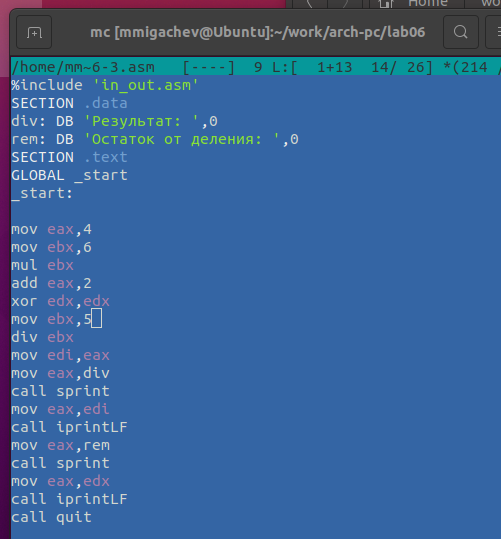 Home
work
mc [mmigachev@Ubuntu]:~/work/arch-pc/lab06
/home/mm~6-3.asm [----] 9 L:[ 1+13 14/ 26] *(214 /
%include 'in_out.asm'
SECTION .data
div: DB 'Результат: ',0
rem: DB 'Остаток от деления: ',0
SECTION .text
GLOBAL _start
_start:
mov eax,4
mov ebx,6
mul ebx
add eax,2
xor edx,edx
mov ebx,5
div ebx
mov edi,eax
mov eax,div
call sprint
mov eax,edi
call iprintLF
mov eax,rem
call sprint
mov eax,edx
call iprintLF
call quit